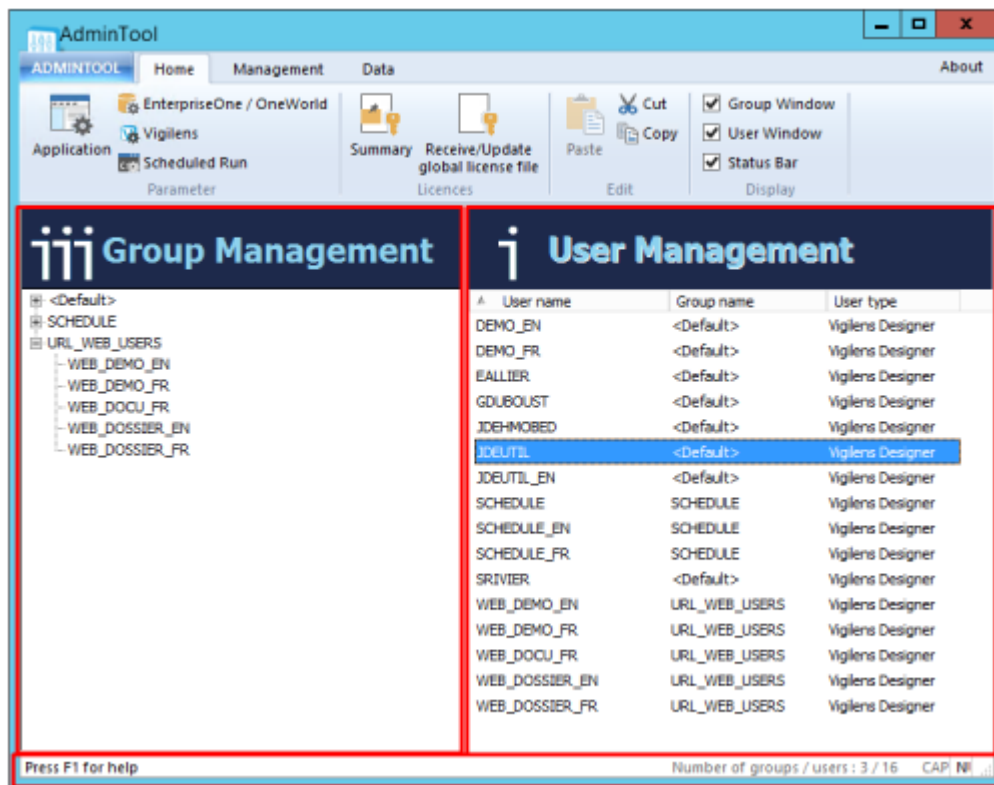 AdminTool
ADMINTOOL Home Management Data About
EnterpriseOne / OneWorld
Vigilens
Scheduled Run
Application
Parameter
Summary
Receive/Update
global license file
Licences
Paste
Cut
Copy
Edit
Group Window
User Window
Status Bar
Display
Group Management
<Default>
SCHEDULE
URL_WEB_USERS
WEB_DEMO_EN
WEB_DEMO_FR
WEB_DOCU_FR
WEB_DOSSIER_EN
WEB_DOSSIER_FR
User Management
User name Group name User type
DEMO_EN <Default> Vigilens Designer
DEMO_FR <Default> Vigilens Designer
EALLIER <Default> Vigilens Designer
GDUBOUST <Default> Vigilens Designer
JDEHMOBED <Default> Vigilens Designer
JDEUTIL <Default> Vigilens Designer
JDEUTIL_EN <Default> Vigilens Designer
SCHEDULE SCHEDULE Vigilens Designer
SCHEDULE_EN SCHEDULE Vigilens Designer
SCHEDULE_FR SCHEDULE Vigilens Designer
SRIVIER <Default> Vigilens Designer
WEB_DEMO_EN URL_WEB_USERS Vigilens Designer
WEB_DEMO_FR URL_WEB_USERS Vigilens Designer
WEB_DOCU_FR URL_WEB_USERS Vigilens Designer
WEB_DOSSIER_EN URL_WEB_USERS Vigilens Designer
WEB_DOSSIER_FR URL_WEB_USERS Vigilens Designer
Press F1 for help Number of groups / users : 3 / 16 CAP